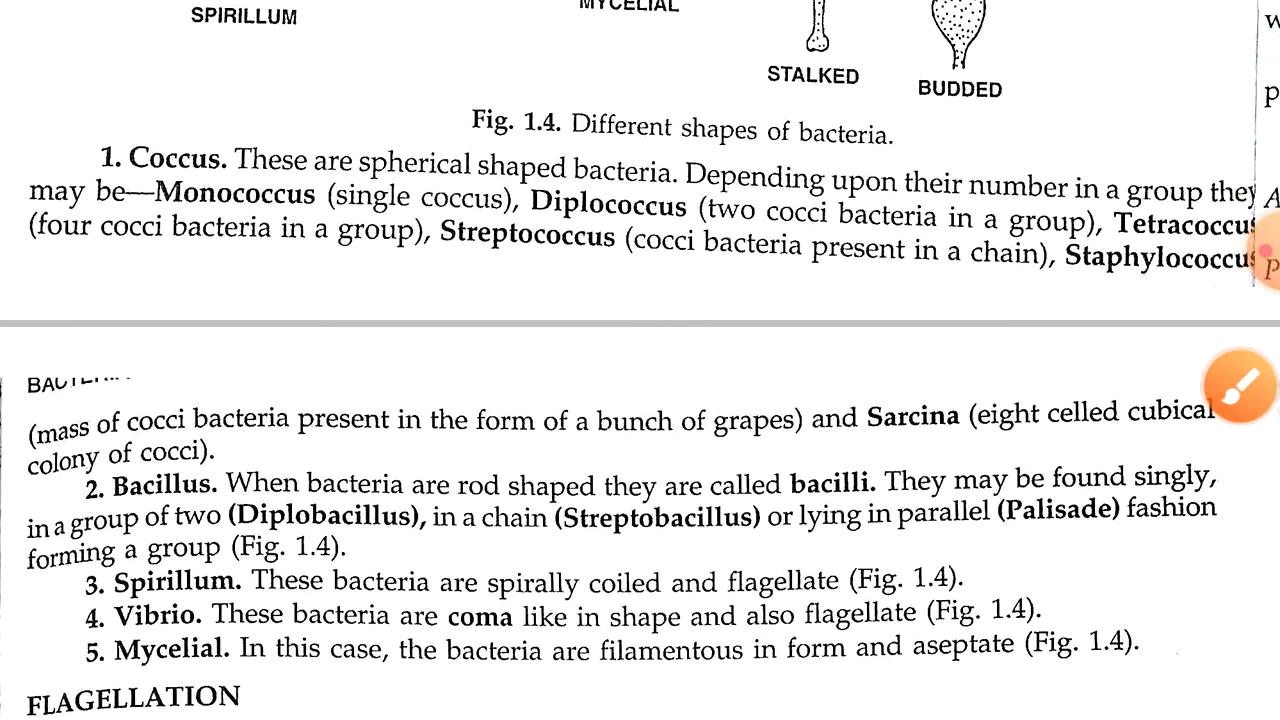 SPIRILLUM
MYCELIAL
STALKED
BUDDED
Fig. 1.4. Different shapes of bacteria.
1. Coccus. These are spherical shaped bacteria. Depending upon their number in a group they
may be—Monococcus (single coccus), Diplococcus (two cocci bacteria in a group), Tetracoccus
(four cocci bacteria in a group), Streptococcus (cocci bacteria present in a chain), Staphylococcus
(mass of cocci bacteria present in the form of a bunch of grapes) and Sarcina (eight celled cubical
colony of cocci).
2. Bacillus. When bacteria are rod shaped they are called bacilli. They may be found singly,
in a group of two (Diplobacillus), in a chain (Streptobacillus) or lying in parallel (Palisade) fashion
forming a group (Fig. 1.4).
3. Spirillum. These bacteria are spirally coiled and flagellate (Fig. 1.4).
4. Vibrio. These bacteria are coma like in shape and also flagellate (Fig. 1.4).
5. Mycelial. In this case, the bacteria are filamentous in form and aseptate (Fig. 1.4).
FLAGELLATION